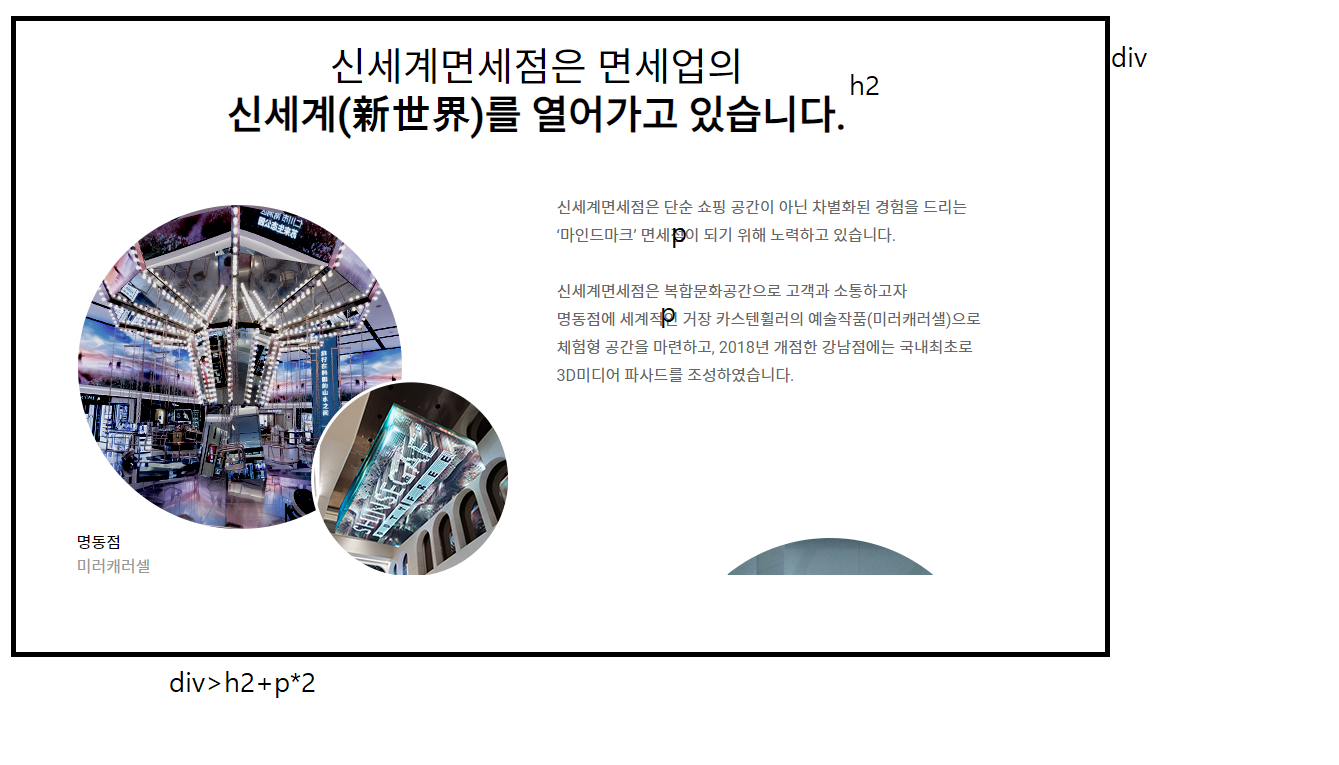 신세계면세점은 면세업의
신세계(新世界)를 열어가고 있습니다.
h2
div
신세계면세점은 단순 쇼핑 공간이 아닌 차별화된 경험을 드리는
‘마인드마크’ 면세점이 되기 위해 노력하고 있습니다.
p
신세계면세점은 복합문화공간으로 고객과 소통하고자
명동점에 세계적인 거장 카스텐휠러의 예술작품(미러캐러셀)으로
p
체험형 공간을 마련하고, 2018년 개점한 강남점에는 국내최초로
3D미디어 파사드를 조성하였습니다.
SHINSEGAE
DUTY FREE
명동점
미러캐러셀
div>h2+p*2